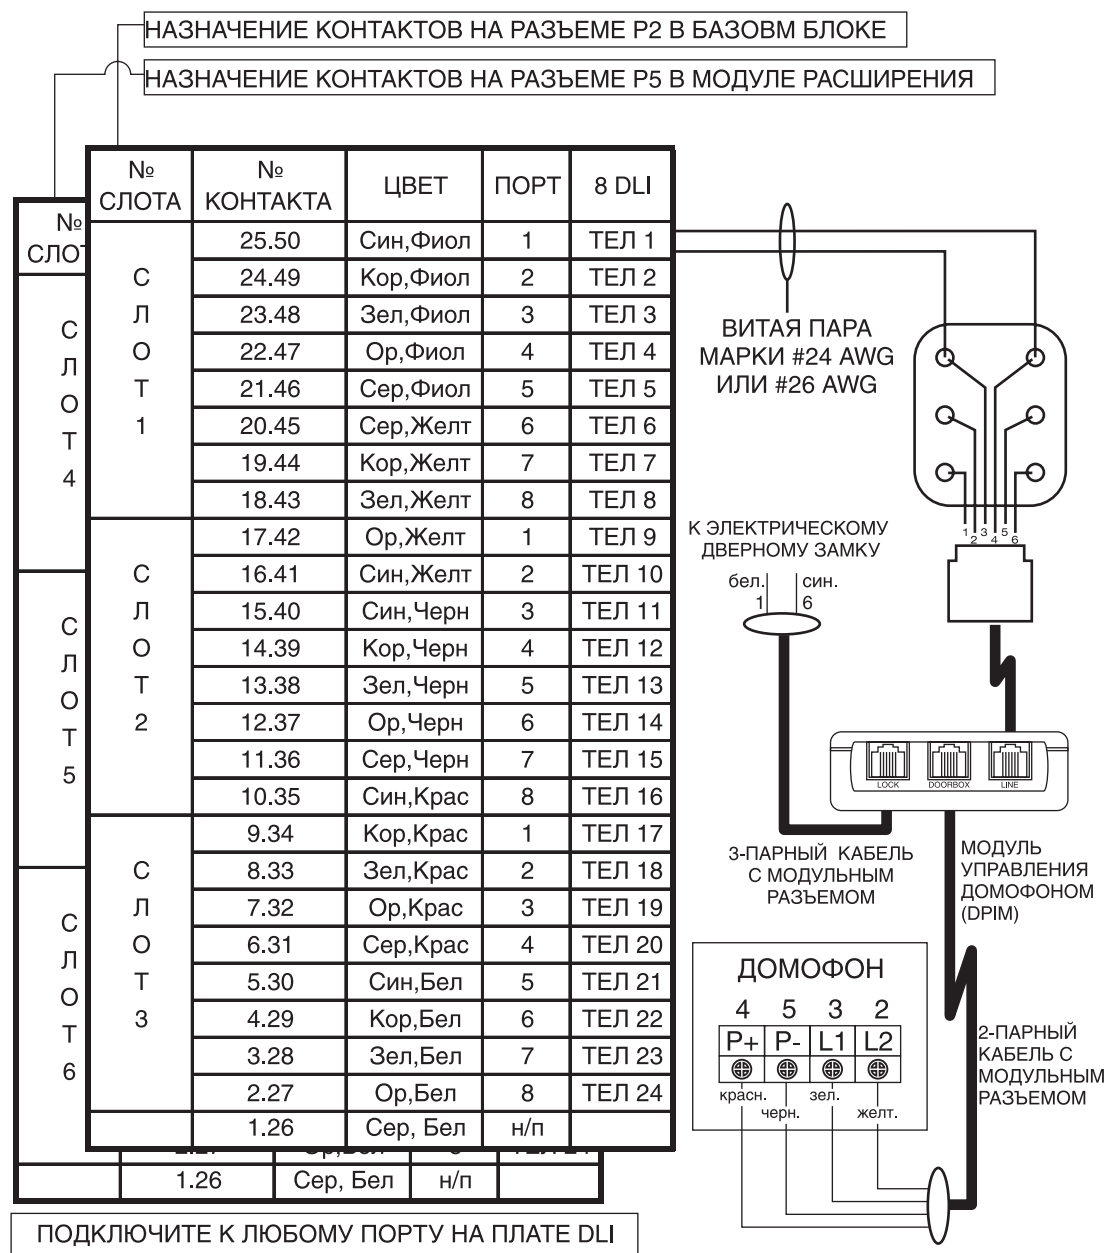 НАЗНАЧЕНИЕ КОНТАКТОВ НА РАЗЪЕМЕ P2 В БАЗОВМ БЛОКЕ
НАЗНАЧЕНИЕ КОНТАКТОВ НА РАЗЪЕМЕ P5 В МОДУЛЕ РАСШИРЕНИЯ
№ СЛОТА № КОНТАКТА ЦВЕТ ПОРТ 8 DLI
СЛОТ 1
25.50 Син,Фиол 1 ТЕЛ 1
24.49 Кор,Фиол 2 ТЕЛ 2
23.48 Зел,Фиол 3 ТЕЛ 3
22.47 Ор,Фиол 4 ТЕЛ 4
21.46 Сер,Фиол 5 ТЕЛ 5
20.45 Сер,Желт 6 ТЕЛ 6
19.44 Кор,Желт 7 ТЕЛ 7
18.43 Зел,Желт 8 ТЕЛ 8
СЛОТ 2
17.42 Ор,Желт 1 ТЕЛ 9
16.41 Син,Желт 2 ТЕЛ 10
15.40 Син,Черн 3 ТЕЛ 11
14.39 Кор,Черн 4 ТЕЛ 12
13.38 Зел,Черн 5 ТЕЛ 13
12.37 Ор,Черн 6 ТЕЛ 14
11.36 Сер,Черн 7 ТЕЛ 15
10.35 Син,Крас 8 ТЕЛ 16
СЛОТ 3
9.34 Кор,Крас 1 ТЕЛ 17
8.33 Зел,Крас 2 ТЕЛ 18
7.32 Ор,Крас 3 ТЕЛ 19
6.31 Сер,Крас 4 ТЕЛ 20
5.30 Син,Бел 5 ТЕЛ 21
4.29 Кор,Бел 6 ТЕЛ 22
3.28 Зел,Бел 7 ТЕЛ 23
2.27 Ор,Бел 8 ТЕЛ 24
1.26 Сер, Бел н/п
№
СЛОТ
СЛОТ 4
СЛОТ 5
СЛОТ 6
1.26 Сер, Бел н/п
ПОДКЛЮЧИТЕ К ЛЮБОМУ ПОРТУ НА ПЛАТЕ DLI
ВИТАЯ ПАРА
МАРКИ #24 AWG
ИЛИ #26 AWG
1 2 3 4 5 6
К ЭЛЕКТРИЧЕСКОМУ
ДВЕРНОМУ ЗАМКУ
бел. син.
1 6
LOCK DOORBOX LINE
3-ПАРНЫЙ КАБЕЛЬ
С МОДУЛЬНЫМ
РАЗЪЕМОМ
МОДУЛЬ
УПРАВЛЕНИЯ
ДОМОФОНОМ
(DPIM)
ДОМОФОН
4 5 3 2
P+ P- L1 L2
красн. черн. зел. желт.
2-ПАРНЫЙ
КАБЕЛЬ С
МОДУЛЬНЫМ
РАЗЪЕМОМ